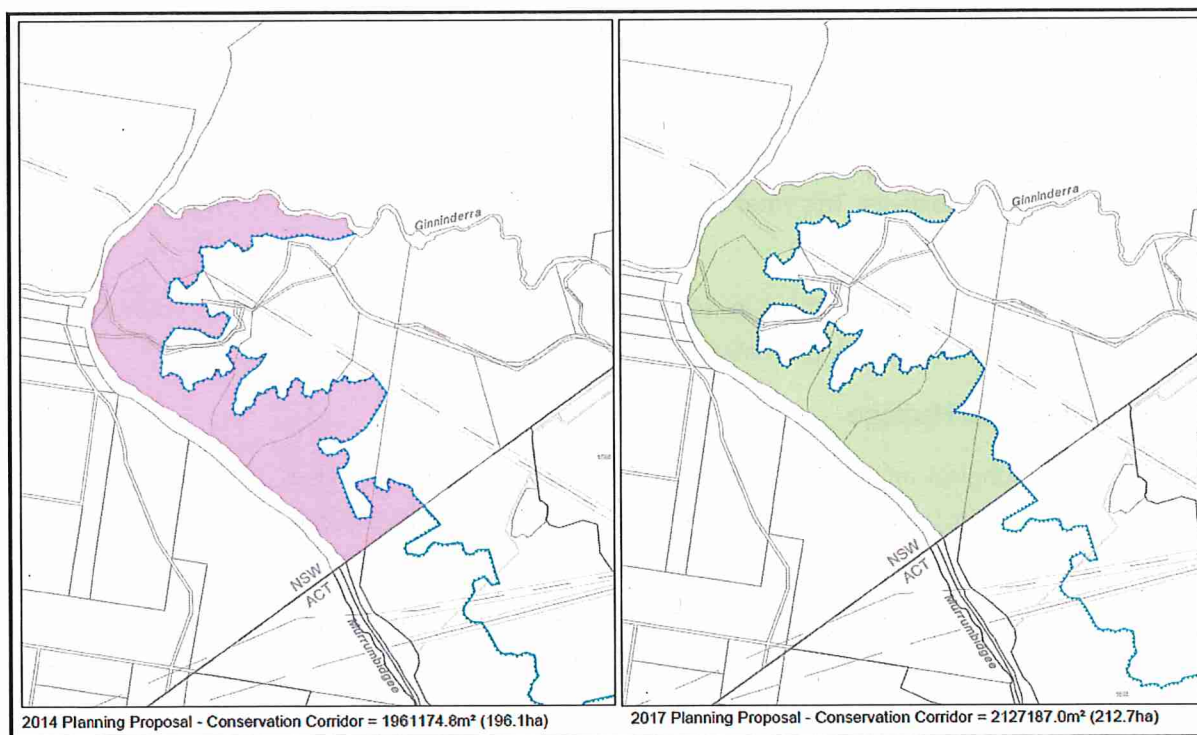 Ginninderra
NSW
ACT
Murrumbidgee
2014 Planning Proposal - Conservation Corridor = 1961174.8m² (196.1ha)
Ginninderra
NSW
ACT
Murrumbidgee
2017 Planning Proposal - Conservation Corridor = 2127187.0m² (212.7ha)